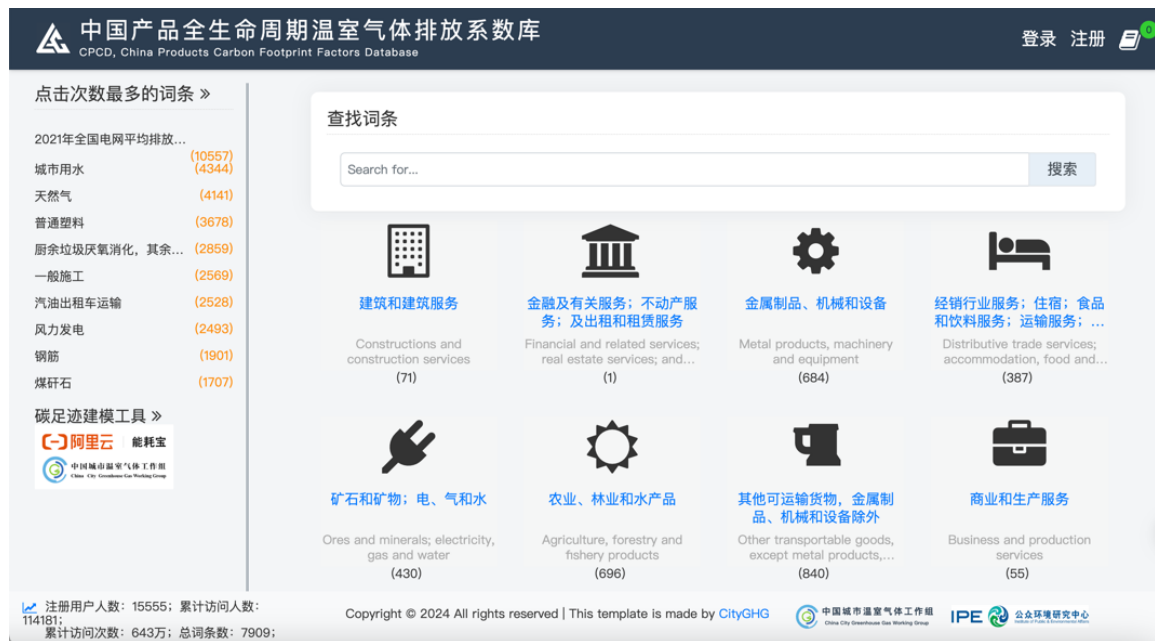 中国产品全生命周期温室气体排放系数库
CPCD, China Products Carbon Footprint Factors Database
登录 注册
0
点击次数最多的词条 »
2021年全国电网平均排放...
(10557)
城市用水 (4344)
天然气 (4141)
普通塑料 (3678)
厨余垃圾厌氧消化，其余... (2859)
一般施工 (2569)
汽油出租车运输 (2528)
风力发电 (2493)
钢筋 (1901)
煤矸石 (1707)
碳足迹建模工具 »
阿里云 能耗宝
中国城市温室气体工作组
China City Greenhouse Gas Working Group
查找词条
Search for...
搜索
建筑和建筑服务
Constructions and
construction services
(71)
金融及有关服务；不动产服
务；及出租和租赁服务
Financial and related services;
real estate services; and...
(1)
金属制品、机械和设备
Metal products, machinery
and equipment
(684)
经销行业服务；住宿；食品
和饮料服务；运输服务；...
Distributive trade services;
accommodation, food and...
(387)
矿石和矿物；电、气和水
Ores and minerals; electricity,
gas and water
(430)
农业、林业和水产品
Agriculture, forestry and
fishery products
(696)
其他可运输货物，金属制
品、机械和设备除外
Other transportable goods,
except metal products,...
(840)
商业和生产服务
Business and production
services
(55)
注册用户人数：15555；累计访问人数：
114181；
累计访问次数：643万；总词条数：7909；
Copyright © 2024 All rights reserved | This template is made by CityGHG
中国城市温室气体工作组
China City Greenhouse Gas Working Group
IPE 公众环境研究中心
Institute of Public & Environmental Affairs